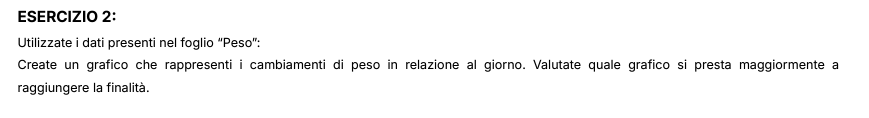 ESERCIZIO 2:
Utilizzate i dati presenti nel foglio “Peso”:
Create un grafico che rappresenti i cambiamenti di peso in relazione al giorno. Valutate quale grafico si presta maggiormente a
raggiungere la finalità.